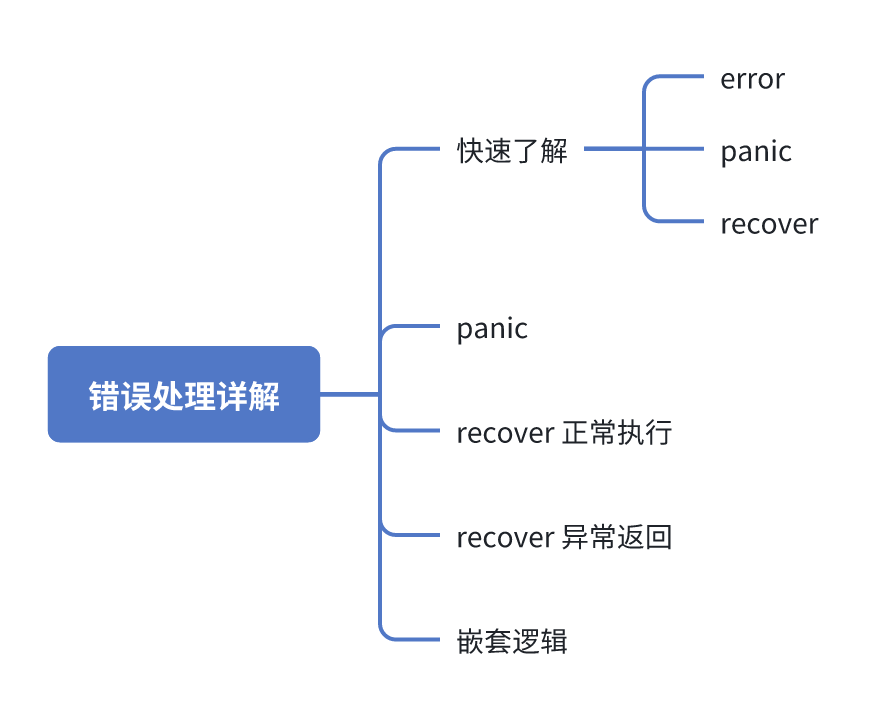 错误处理详解
快速了解
error
panic
recover
panic
recover 正常执行
recover 异常返回
嵌套逻辑